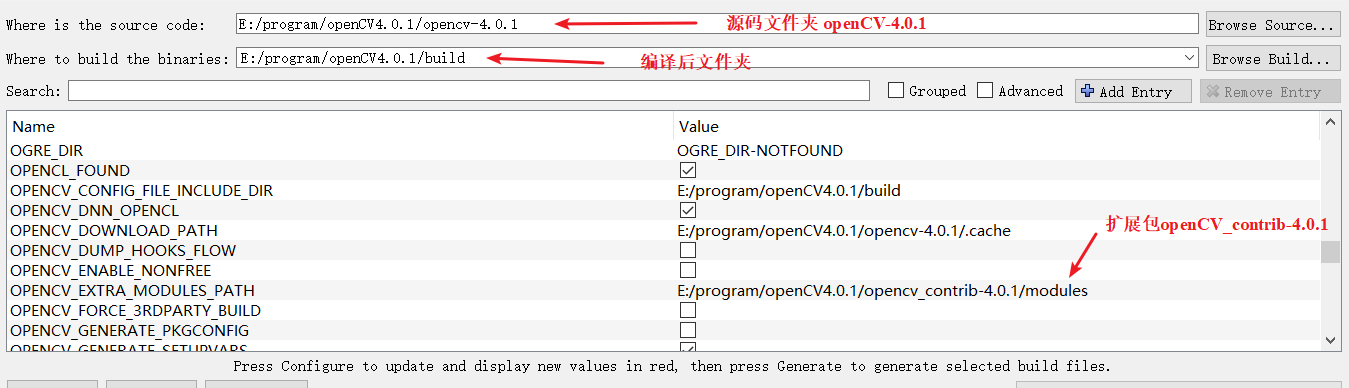 Where is the source code: E:/program/openCV4.0.1/opencv-4.0.1 源码文件夹 openCV-4.0.1 Browse Source...
Where to build the binaries: E:/program/openCV4.0.1/build 编译后文件夹 Browse Build...
Search: Grouped Advanced Add Entry Remove Entry
Name Value
OGRE_DIR OGRE_DIR-NOTFOUND
OPENCL_FOUND
OPENCV_CONFIG_FILE_INCLUDE_DIR E:/program/openCV4.0.1/build
OPENCV_DNN_OPENCL
OPENCV_DOWNLOAD_PATH E:/program/openCV4.0.1/opencv-4.0.1/.cache 扩展包openCV_contrib-4.0.1
OPENCV_DUMP_HOOKS_FLOW
OPENCV_ENABLE_NONFREE
OPENCV_EXTRA_MODULES_PATH E:/program/openCV4.0.1/opencv_contrib-4.0.1/modules
OPENCV_FORCE_3RDPARTY_BUILD
OPENCV_GENERATE_PKGCONFIG
OPENCV_GENERATE_SETUPVARS
Press Configure to update and display new values in red, then press Generate to generate selected build files.